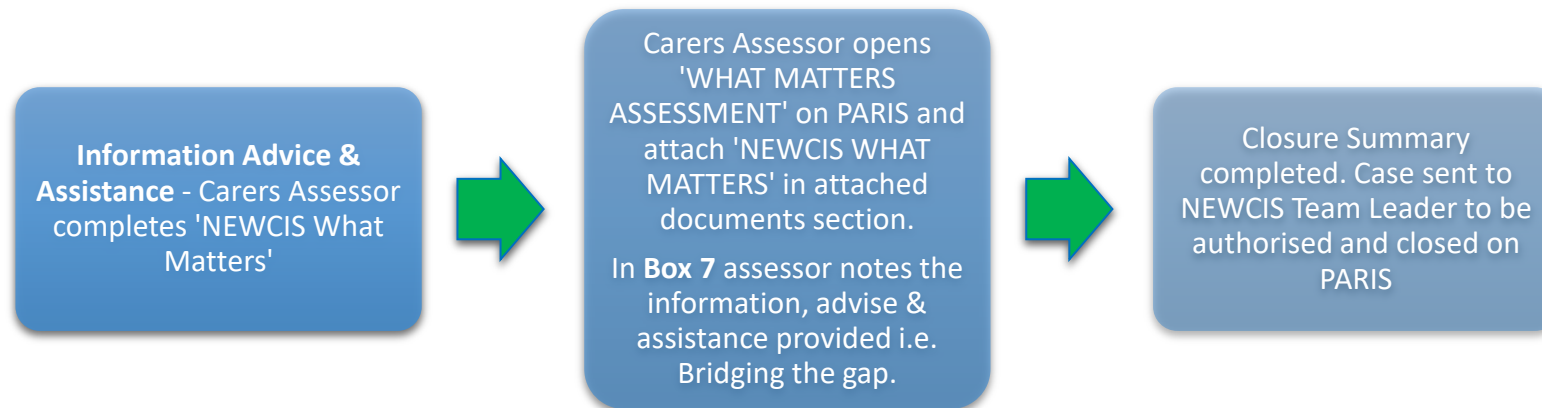 Information Advice &
Assistance - Carers Assessor
completes 'NEWCIS What
Matters'
Carers Assessor opens
'WHAT MATTERS
ASSESSMENT' on PARIS and
attach 'NEWCIS WHAT
MATTERS' in attached
documents section.
In Box 7 assessor notes the
information, advise &
assistance provided i.e.
Bridging the gap.
Closure Summary
completed. Case sent to
NEWCIS Team Leader to be
authorised and closed on
PARIS